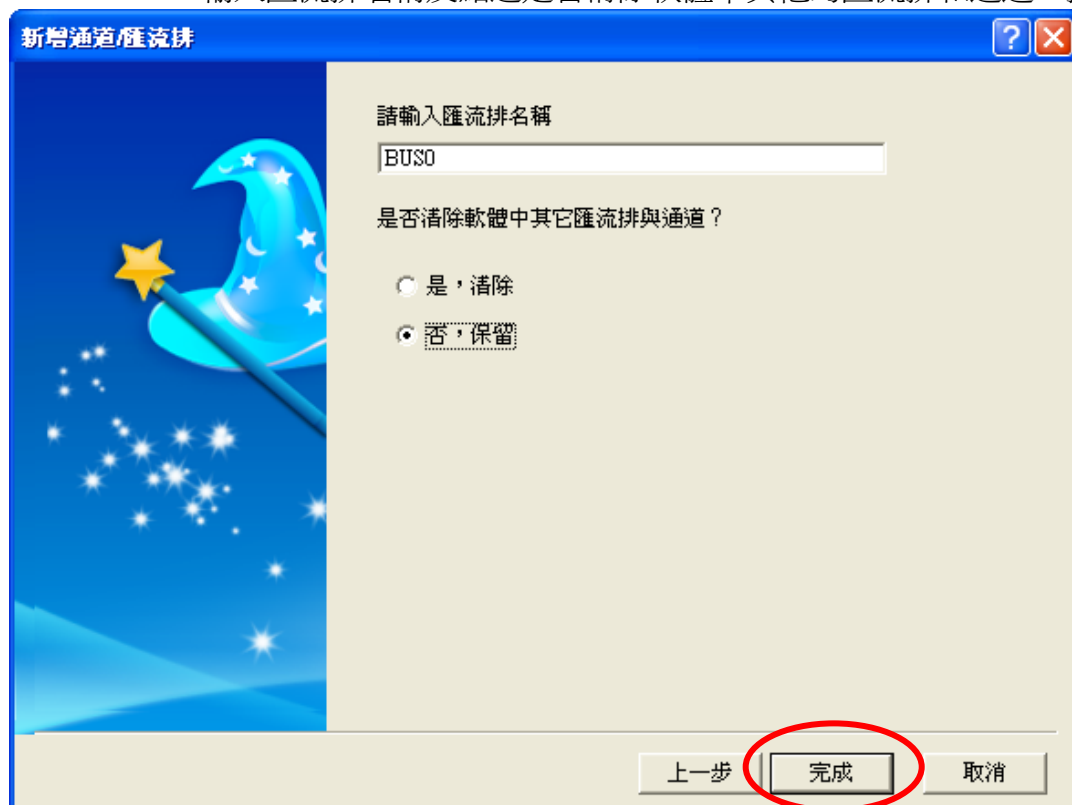 新增通道/匯流排
請輸入匯流排名稱
BUS0
是否清除軟體中其它匯流排與通道？
是，清除
否，保留
上一步
完成
取消